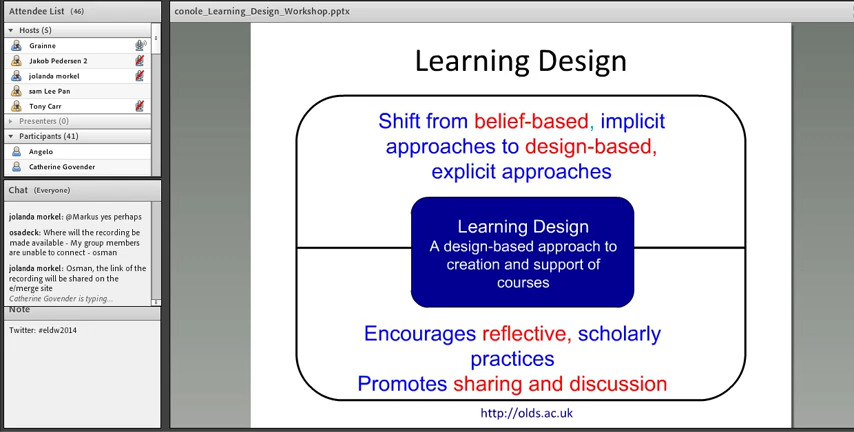 Attendee List (46)
Hosts (5)
Grainne
Jakob Pedersen 2
jolanda morkel
sam Lee Pan
Tony Carr
Presenters (0)
Participants (41)
Angelo
Catherine Govender
Chat (Everyone)
jolanda morkel: @Markus yes perhaps
osadeck: Where will the recording be
made available - My group members
are unable to connect - osman
jolanda morkel: Osman, the link of the
recording will be shared on the
e/merge site
Catherine Govender is typing...
Note
Twitter: #eldw2014
conole_Learning_Design_Workshop.pptx
Learning Design
Shift from belief-based, implicit
approaches to design-based,
explicit approaches
Learning Design
A design-based approach to
creation and support of
courses
Encourages reflective, scholarly
practices
Promotes sharing and discussion
http://olds.ac.uk